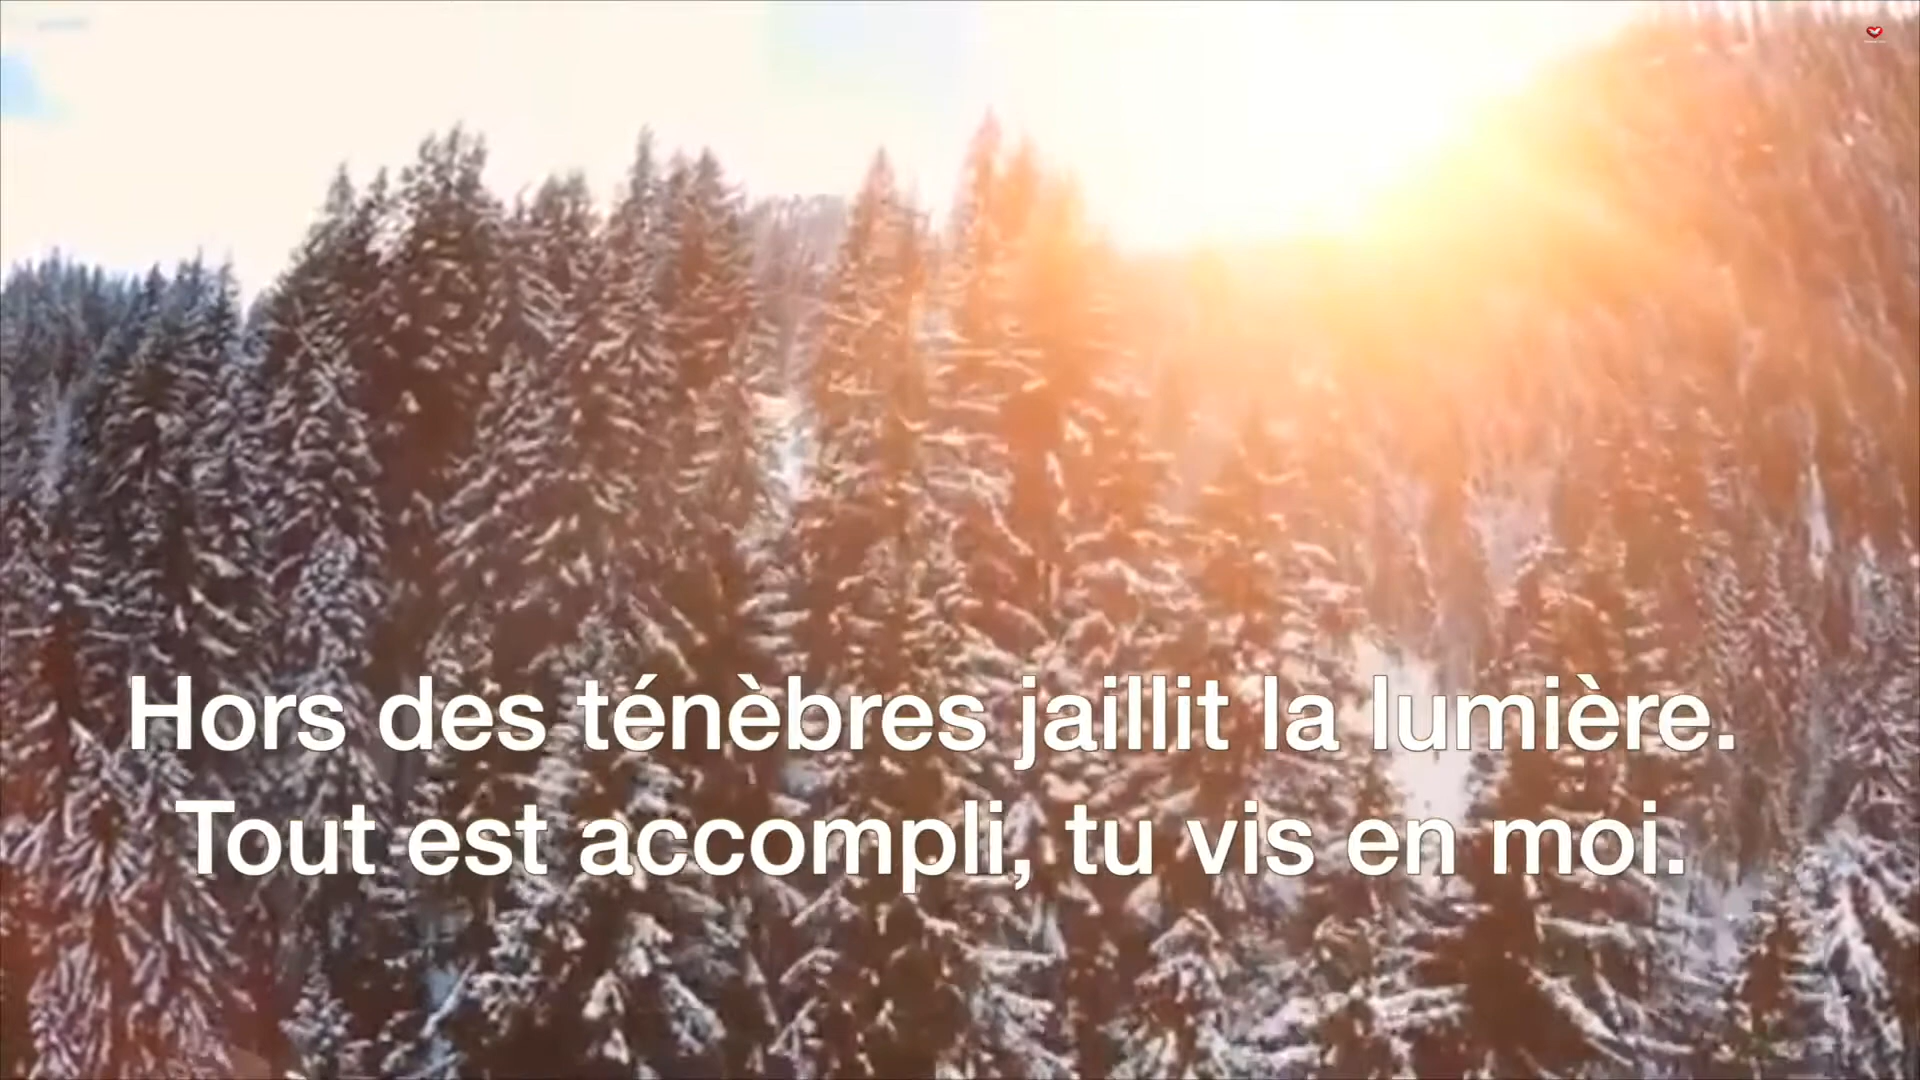 Hors des ténèbres jaillit la lumière.
Tout est accompli, tu vis en moi.